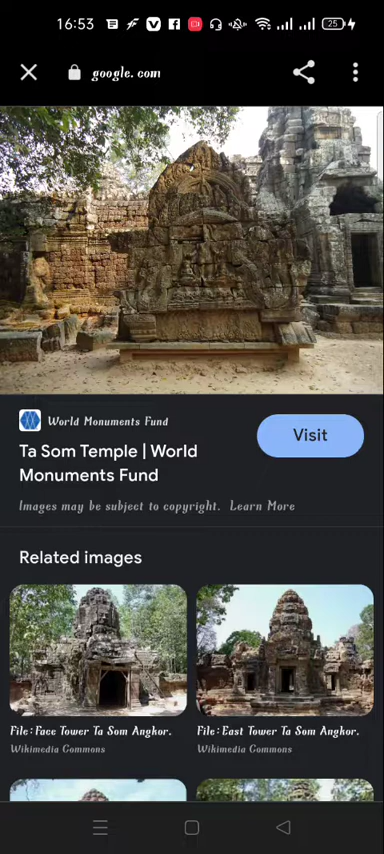 16:53
25
google.com
World Monuments Fund
Ta Som Temple | World
Monuments Fund
Visit
Images may be subject to copyright. Learn More
Related images
File:Face Tower Ta Som Angkor.
File:East Tower Ta Som Angkor.
Wikimedia Commons
Wikimedia Commons